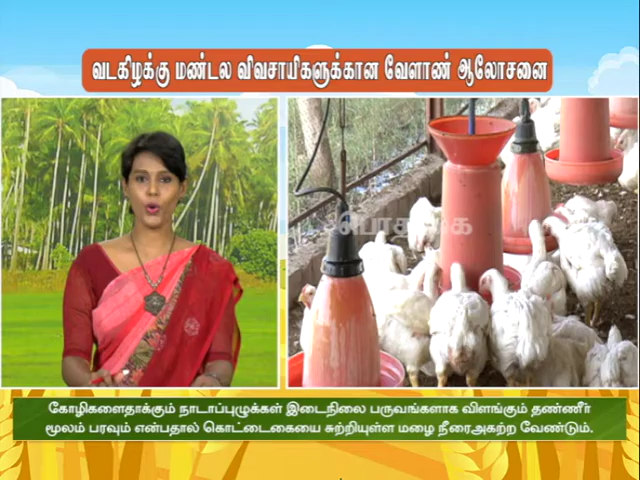 வடகிழக்கு மண்டல விவசாயிகளுக்கான வேளாண் ஆலோசனை
பொதிகை
கோழிகளைதாக்கும் நாடாப்புழுக்கள் இடைநிலை பருவங்களாக விளங்கும் தண்ணீர்
மூலம் பரவும் என்பதால் கொட்டைகையை சுற்றியுள்ள மழை நீரைஅகற்ற வேண்டும்.